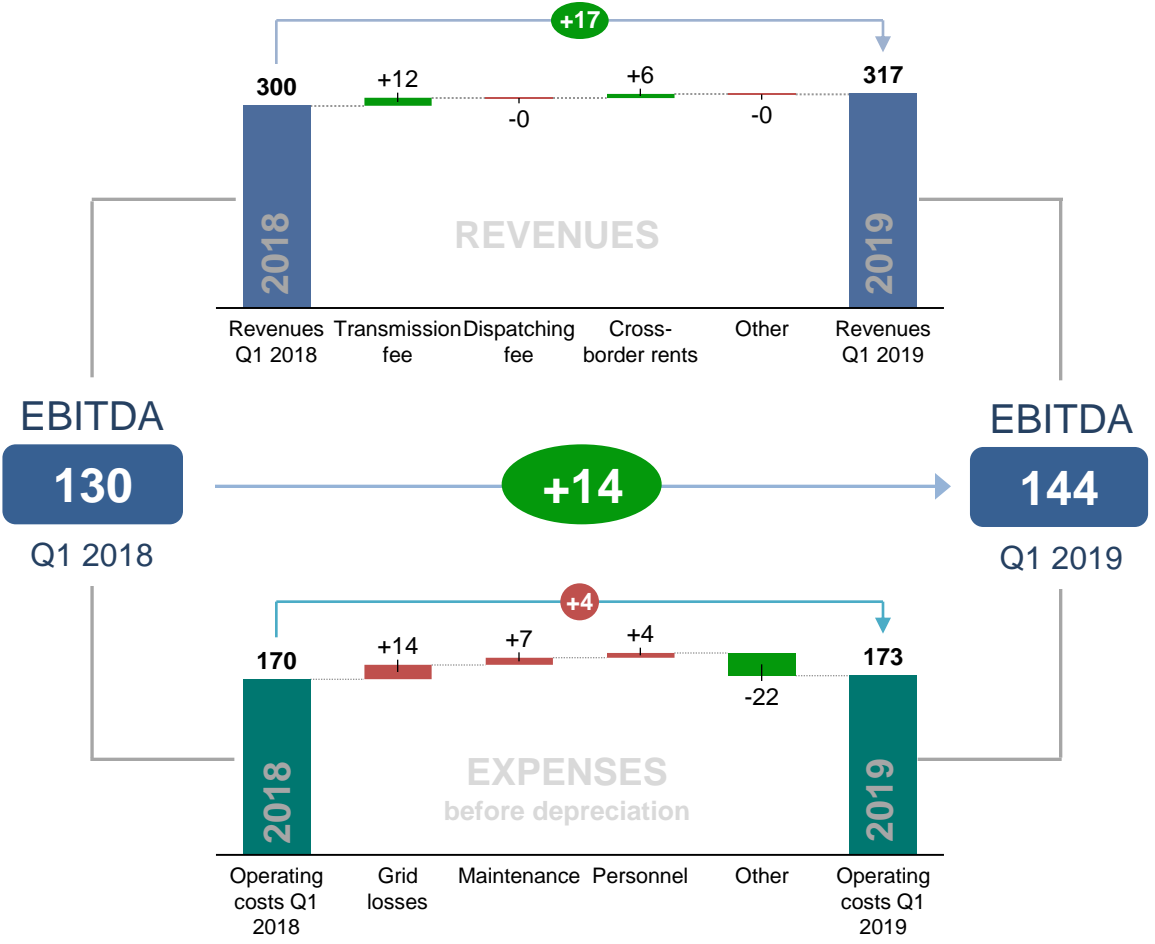 +17
300
+12
-0
+6
-0
317
2018
REVENUES
2019
Revenues
Q1 2018
Transmission
fee
Dispatching
fee
Cross-
border rents
Other
Revenues
Q1 2019
EBITDA
130
Q1 2018
+14
EBITDA
144
Q1 2019
+4
170
+14
+7
+4
-22
173
2018
EXPENSES
before depreciation
2019
Operating
costs Q1
2018
Grid
losses
Maintenance
Personnel
Other
Operating
costs Q1
2019